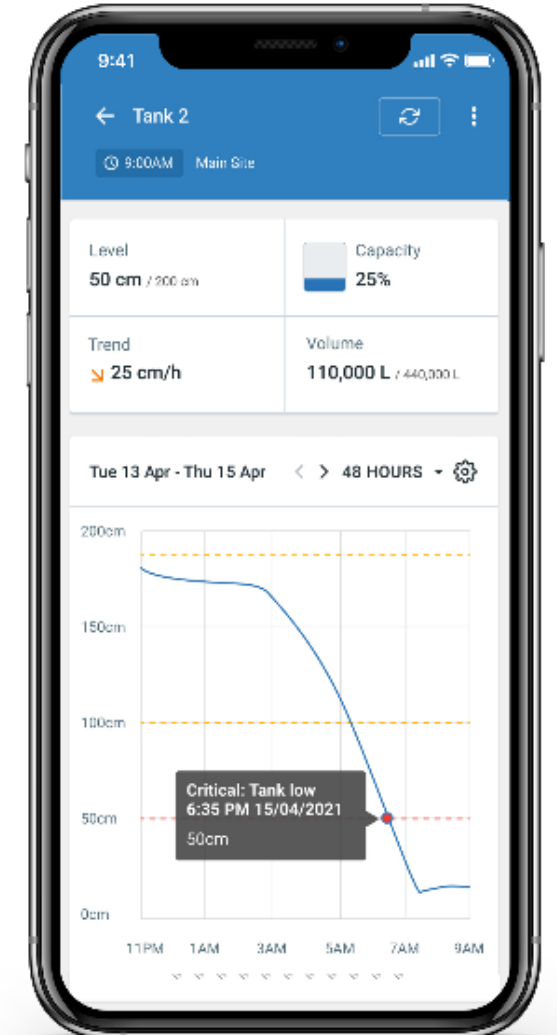 9:41
← Tank 2
9:00AM Main Site
Level
50 cm / 200 cm
Capacity
25%
Trend
25 cm/h
Volume
110,000 L / 440,000 L
Tue 13 Apr - Thu 15 Apr < > 48 HOURS
200cm
150cm
100cm
50cm
0cm
Critical: Tank low
6:35 PM 15/04/2021
50cm
11PM 1AM 3AM 5AM 7AM 9AM